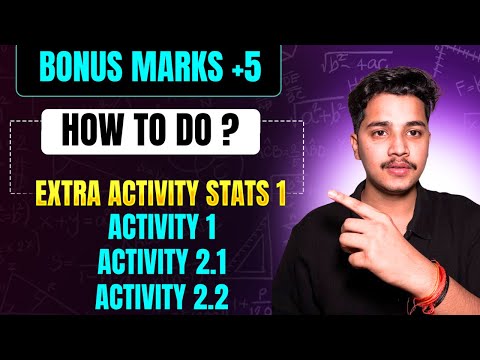 BONUS MARKS +5
HOW TO DO ?
EXTRA ACTIVITY STATS 1
ACTIVITY 1
ACTIVITY 2.1
ACTIVITY 2.2